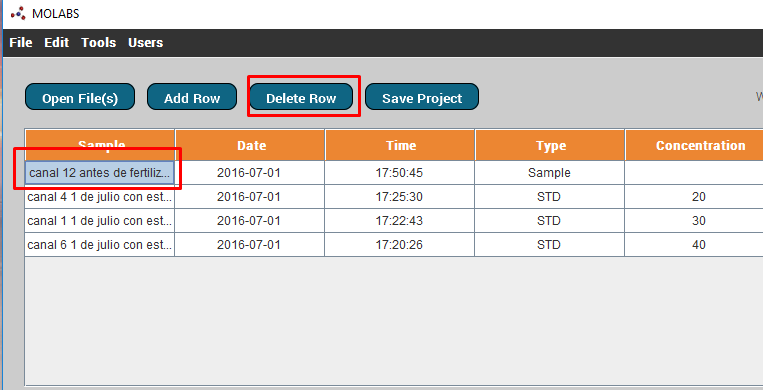 MOLABS
File Edit Tools Users
Open File(s) Add Row Delete Row Save Project W
Sample Date Time Type Concentration
canal 12 antes de fertiliz... 2016-07-01 17:50:45 Sample
canal 4 1 de julio con est... 2016-07-01 17:25:30 STD 20
canal 1 1 de julio con est... 2016-07-01 17:22:43 STD 30
canal 6 1 de julio con est... 2016-07-01 17:20:26 STD 40